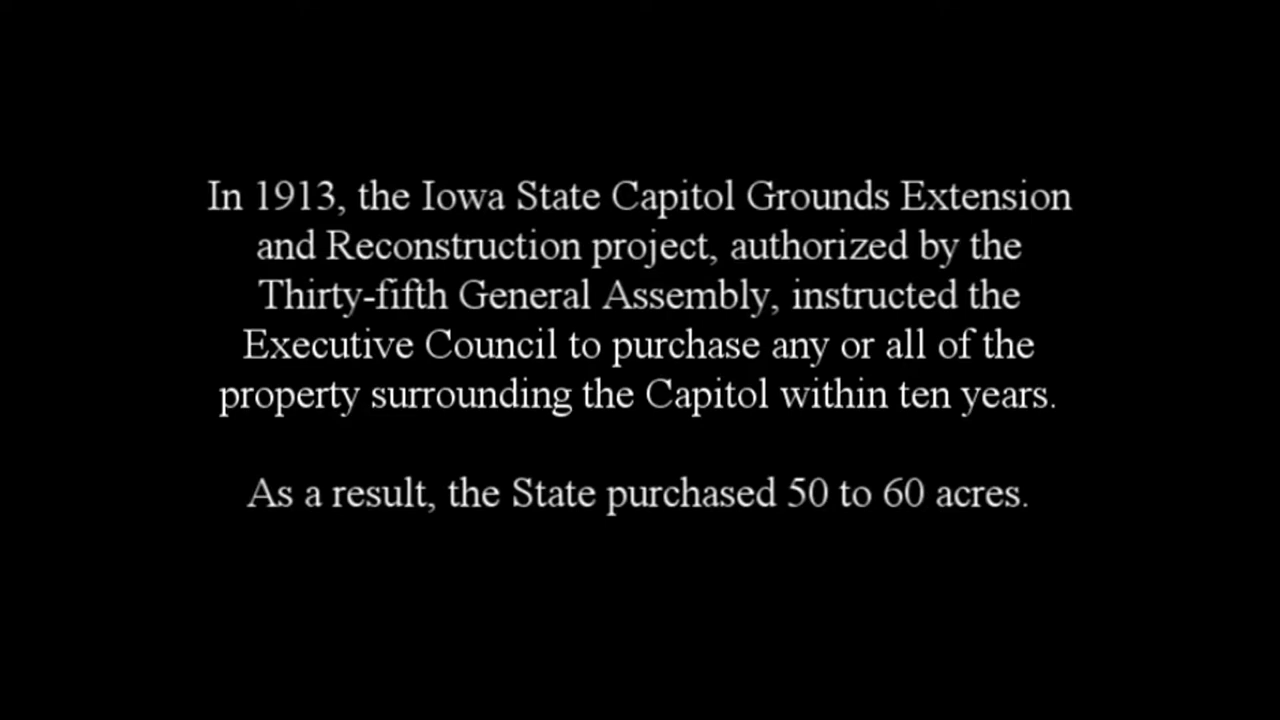 In 1913, the Iowa State Capitol Grounds Extension
and Reconstruction project, authorized by the
Thirty-fifth General Assembly, instructed the
Executive Council to purchase any or all of the
property surrounding the Capitol within ten years.
As a result, the State purchased 50 to 60 acres.